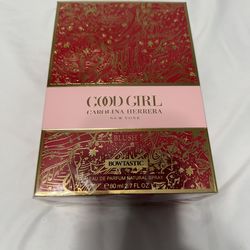 GOOD GIRL
CAROLINA HERRERA
NEW YORK
BLUSH
BOWTASTIC
EAU DE PARFUM NATURAL SPRAY
℮ 80 ml 2.7 FL. OZ.